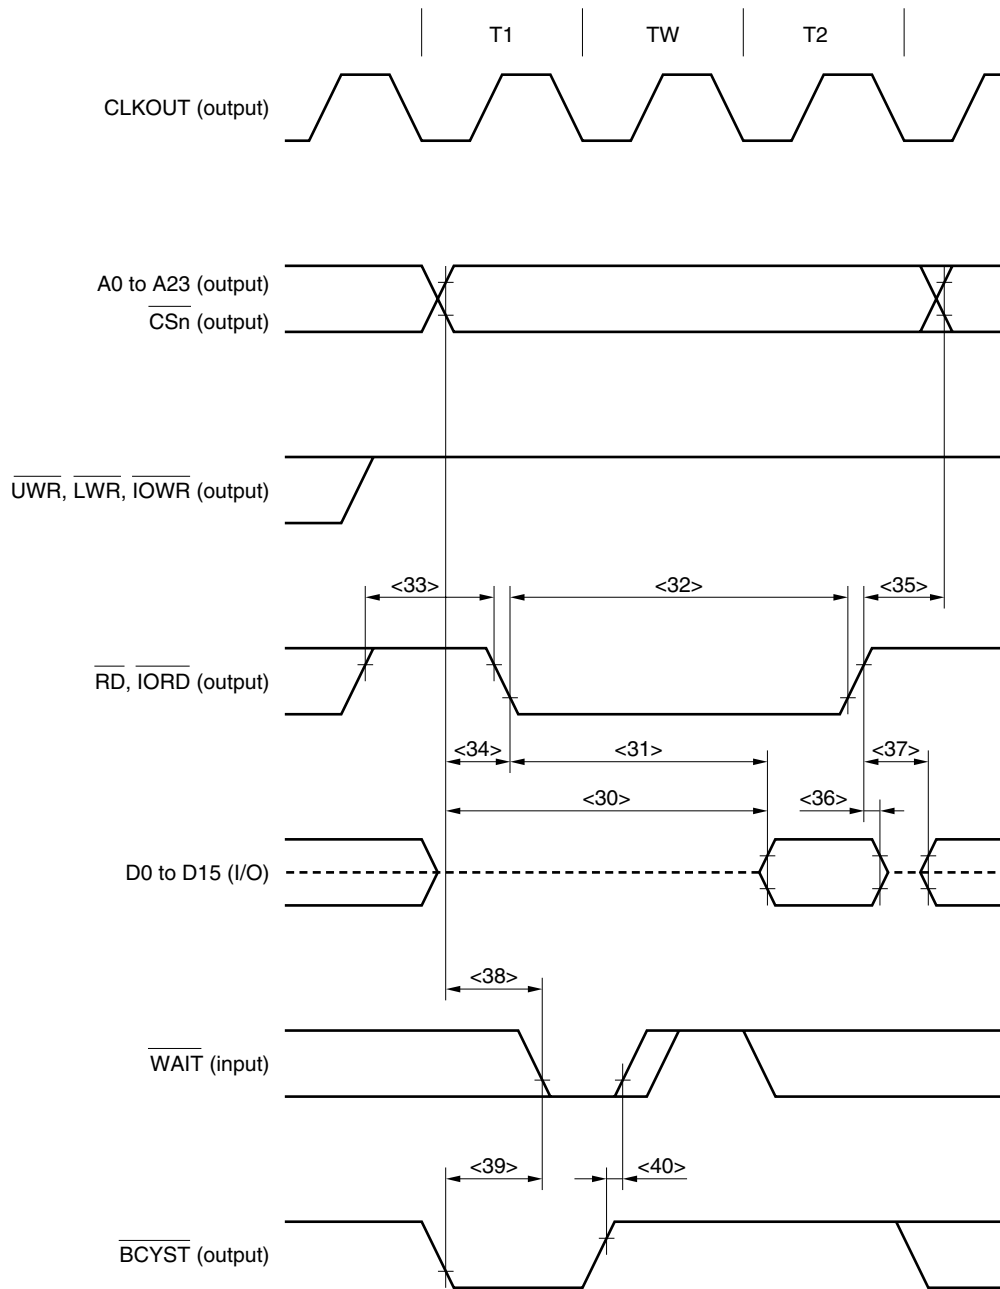 T1 TW T2
CLKOUT (output)
A0 to A23 (output)
CSn (output)
UWR, LWR, IOWR (output)
<33> <32> <35>
RD, IORD (output)
<34> <31> <37>
<30> <36>
D0 to D15 (I/O)
<38>
WAIT (input)
<39> <40>
BCYST (output)